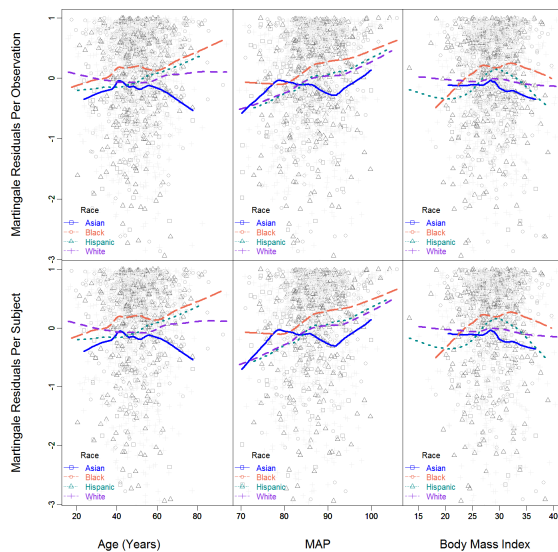 Martingale Residuals Per Observation
1
0
-1
-2
-3
Race
Asian
Black
Hispanic
White
Race
Asian
Black
Hispanic
White
Race
Asian
Black
Hispanic
White
Martingale Residuals Per Subject
1
0
-1
-2
-3
Race
Asian
Black
Hispanic
White
Race
Asian
Black
Hispanic
White
Race
Asian
Black
Hispanic
White
20 40 60 80
70 80 90 100
15 20 25 30 35 40
Age (Years)
MAP
Body Mass Index